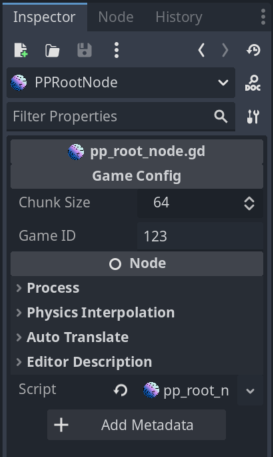 Inspector Node History
PPRootNode
DOC
Filter Properties
pp_root_node.gd
Game Config
Chunk Size 64
Game ID 123
Node
Process
Physics Interpolation
Auto Translate
Editor Description
Script pp_root_n
Add Metadata